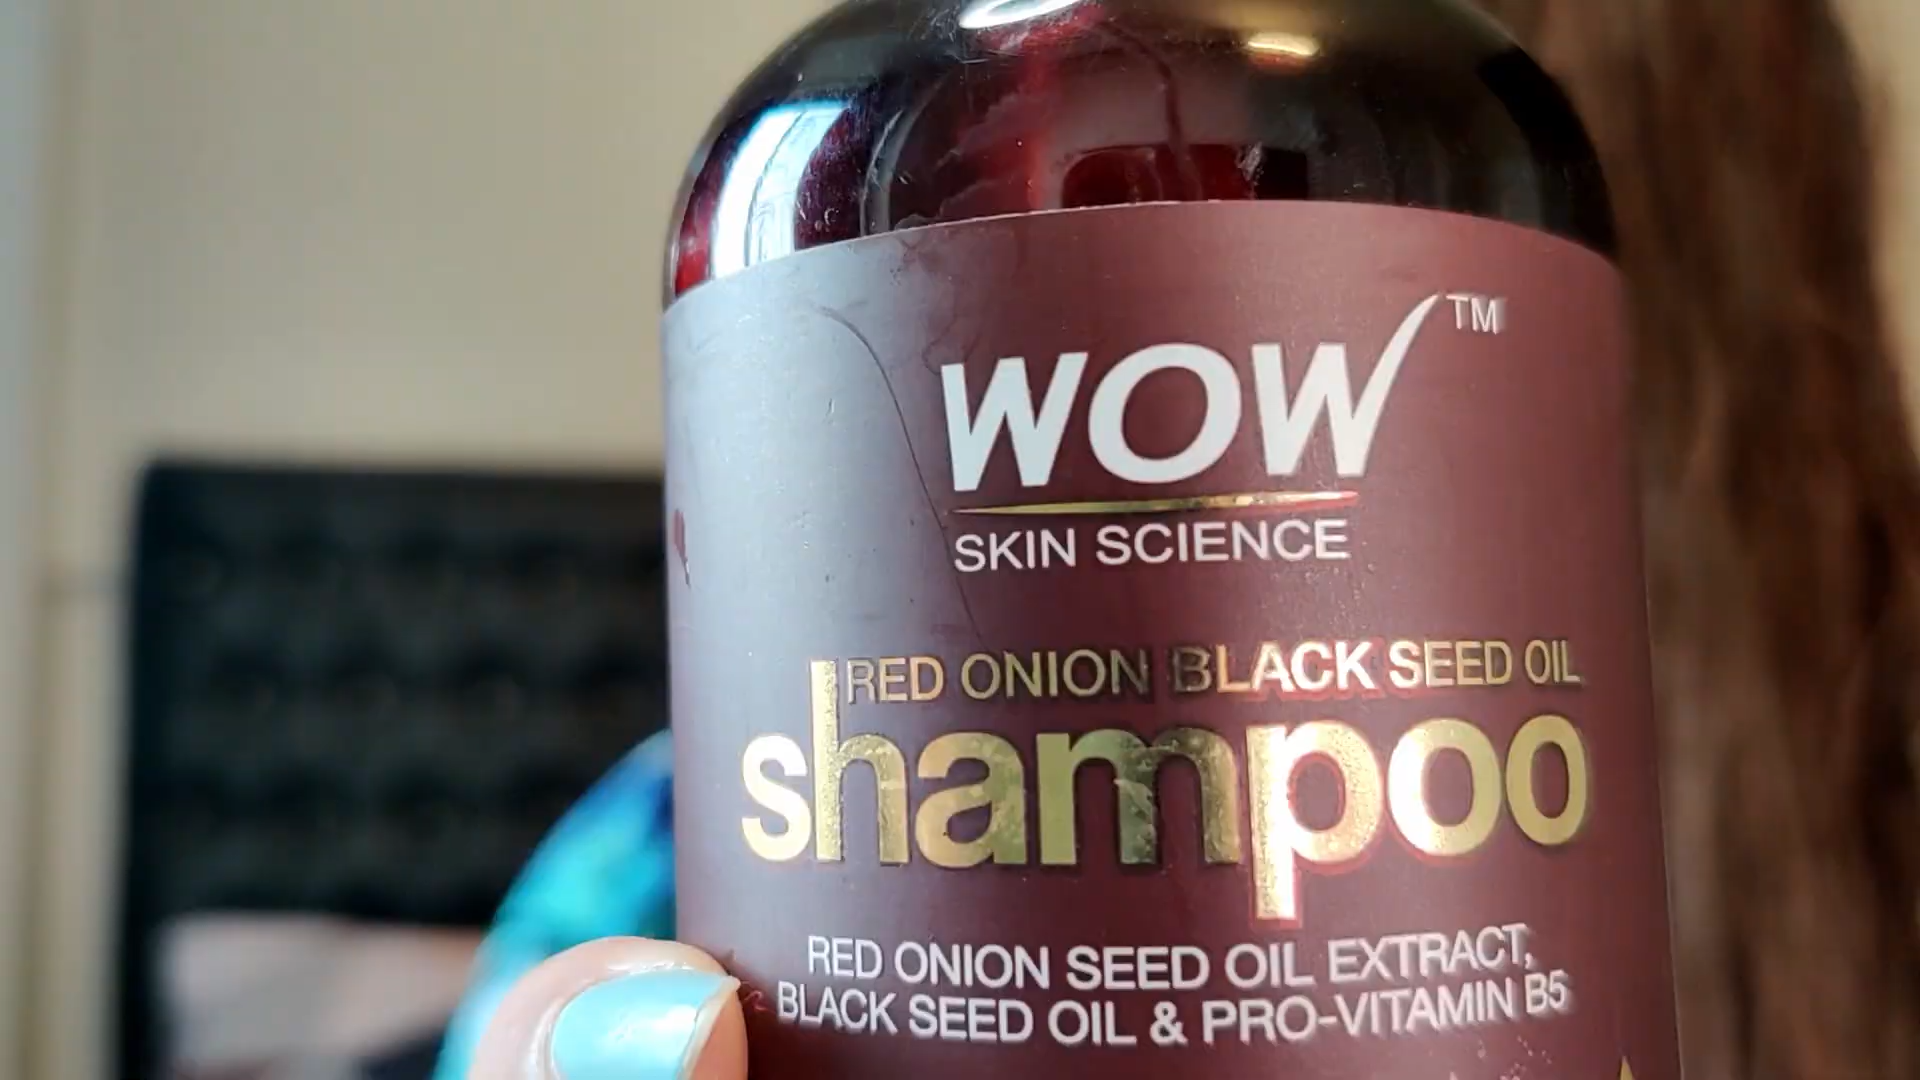 WOW™
SKIN SCIENCE
RED ONION BLACK SEED OIL
shampoo
RED ONION SEED OIL EXTRACT,
BLACK SEED OIL & PRO-VITAMIN B5